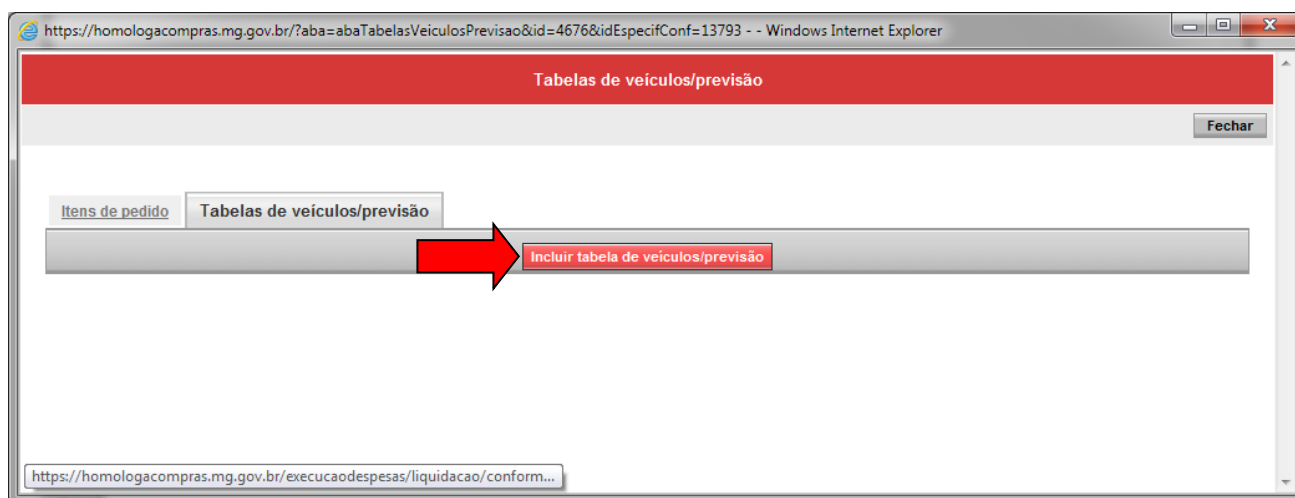 https://homologacompras.mg.gov.br/?aba=abaTabelasVeiculosPrevisao&id=4676&idEspecifConf=13793 - - Windows Internet Explorer
Tabelas de veículos/previsão
Fechar
Itens de pedido
Tabelas de veículos/previsão
Incluir tabela de veículos/previsão
https://homologacompras.mg.gov.br/execucaodespesas/liquidacao/conform...